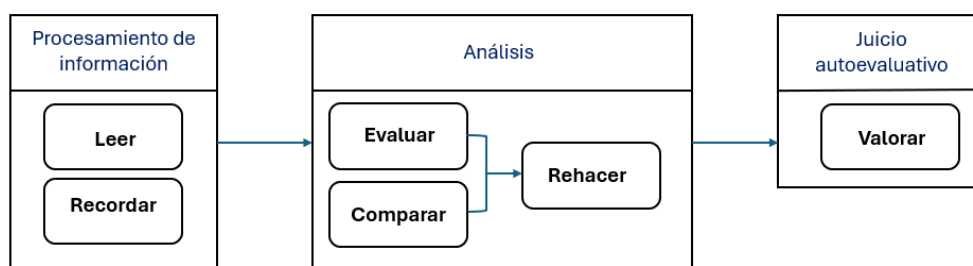 Procesamiento de
información
Leer
Recordar
Análisis
Evaluar
Comparar
Rehacer
Juicio
autoevaluativo
Valorar